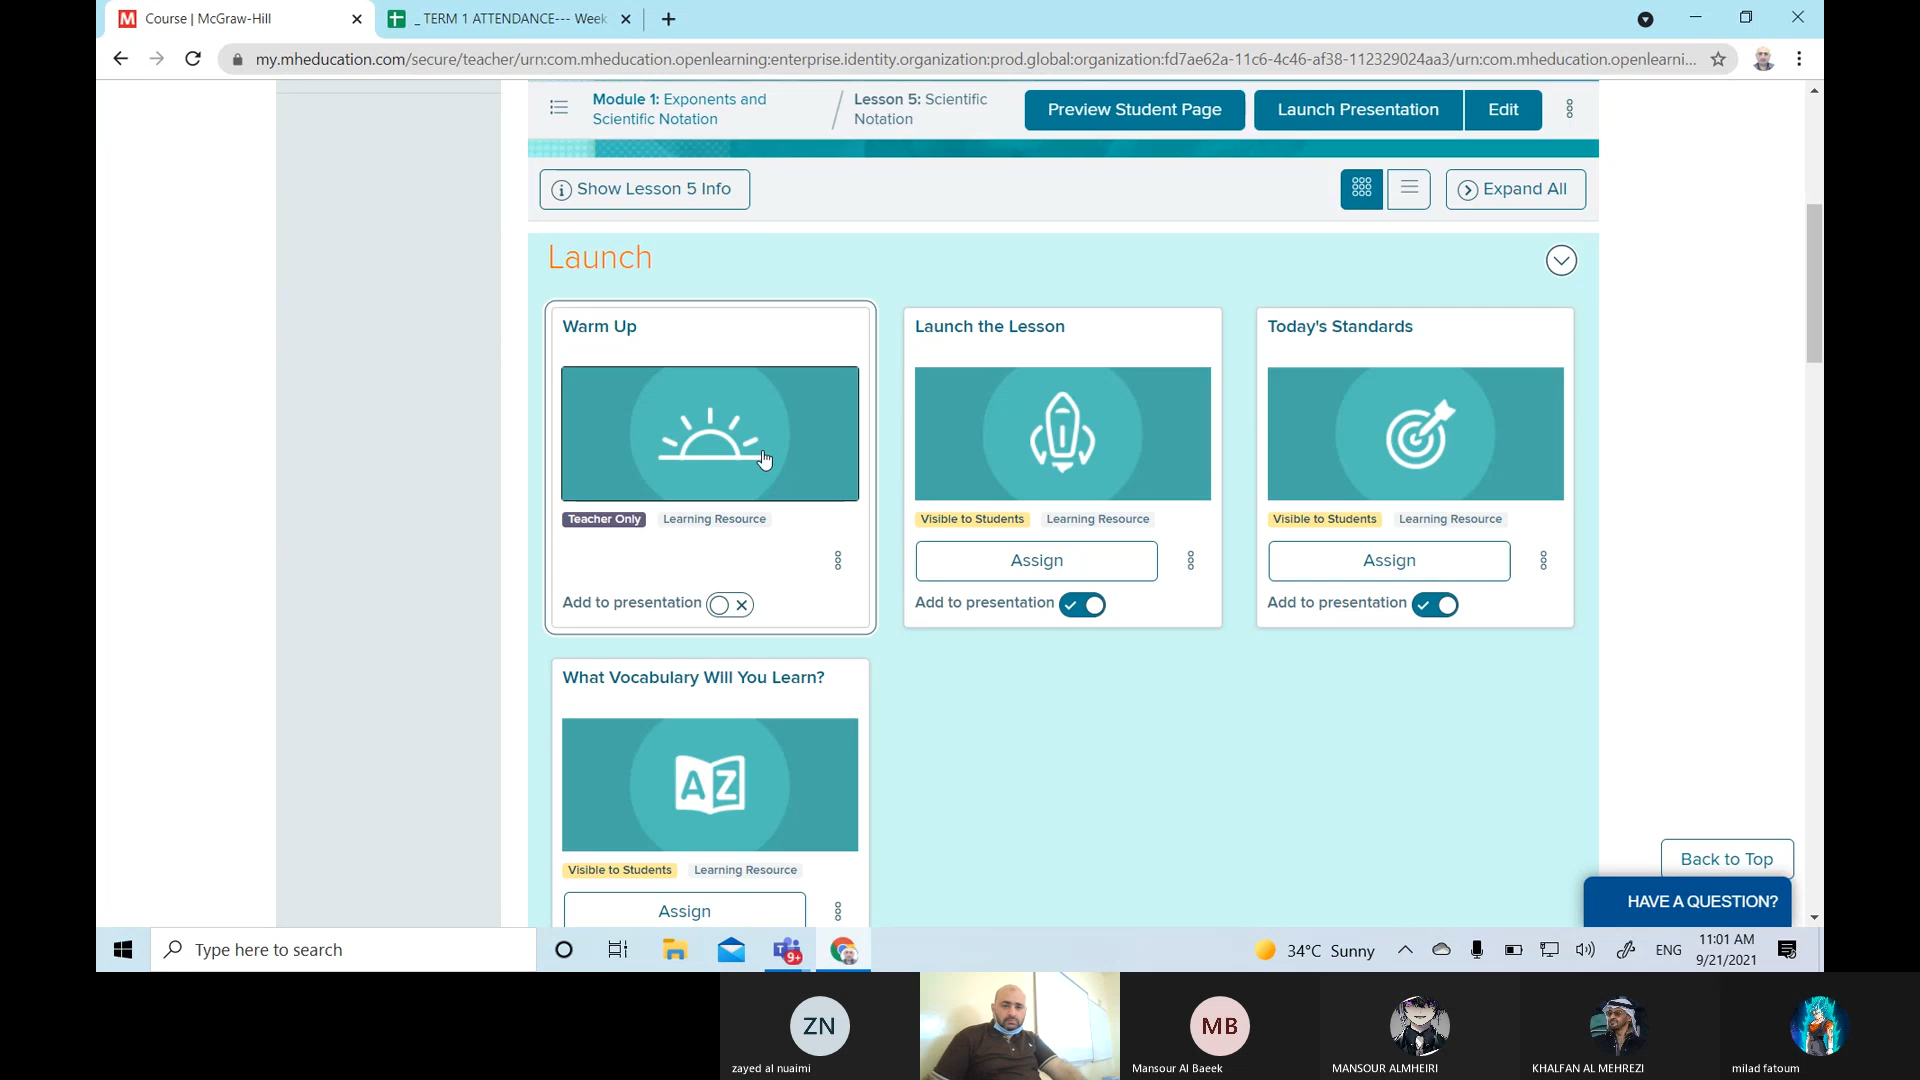 Course | McGraw-Hill
_ TERM 1 ATTENDANCE--- Week
my.mheducation.com/secure/teacher/urn:com.mheducation.openlearning:enterprise.identity.organization:prod.global:organization:fd7ae62a-11c6-4c46-af38-112329024aa3/urn:com.mheducation.openlearni...
Module 1: Exponents and
Scientific Notation
Lesson 5: Scientific
Notation
Preview Student Page
Launch Presentation
Edit
Show Lesson 5 Info
Expand All
Launch
Warm Up
Launch the Lesson
Today's Standards
Teacher Only
Learning Resource
Visible to Students
Learning Resource
Visible to Students
Learning Resource
Assign
Assign
Add to presentation
Add to presentation
Add to presentation
What Vocabulary Will You Learn?
AZ
Visible to Students
Learning Resource
Assign
Back to Top
HAVE A QUESTION?
Type here to search
9+
34°C Sunny
ENG
11:01 AM
9/21/2021
ZN
MB
zayed al nuaimi
Mansour Al Baeek
MANSOUR ALMHEIRI
KHALFAN AL MEHREZI
milad fatoum